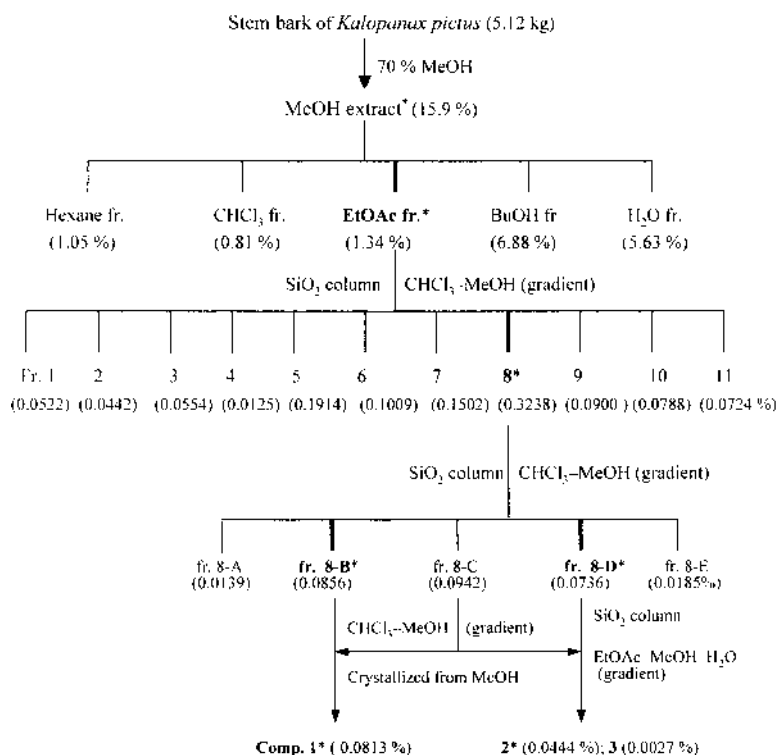 Stem bark of Kalopanax pictus (5.12 kg)
70 % MeOH
MeOH extract* (15.9 %)
Hexane fr. CHCl₃ fr. EtOAc fr.* BuOH fr H₂O fr.
(1.05 %) (0.81 %) (1.34 %) (6.88 %) (5.63 %)
SiO₂ column CHCl₃ -MeOH (gradient)
Fr. 1 2 3 4 5 6 7 8* 9 10 11
(0.0522) (0.0442) (0.0554) (0.0125) (0.1914) (0.1009) (0.1502) (0.3238) (0.0900 ) (0.0788) (0.0724 %)
SiO₂ column CHCl₃–MeOH (gradient)
fr. 8-A fr. 8-B* fr. 8-C fr. 8-D* fr. 8-E
(0.0139) (0.0856) (0.0942) (0.0736) (0.0185%)
CHCl₃–MeOH (gradient) SiO₂ column
Crystallized from MeOH EtOAc MeOH H₂O
(gradient)
Comp. 1* ( 0.0813 %) 2* (0.0444 %); 3 (0.0027 %)